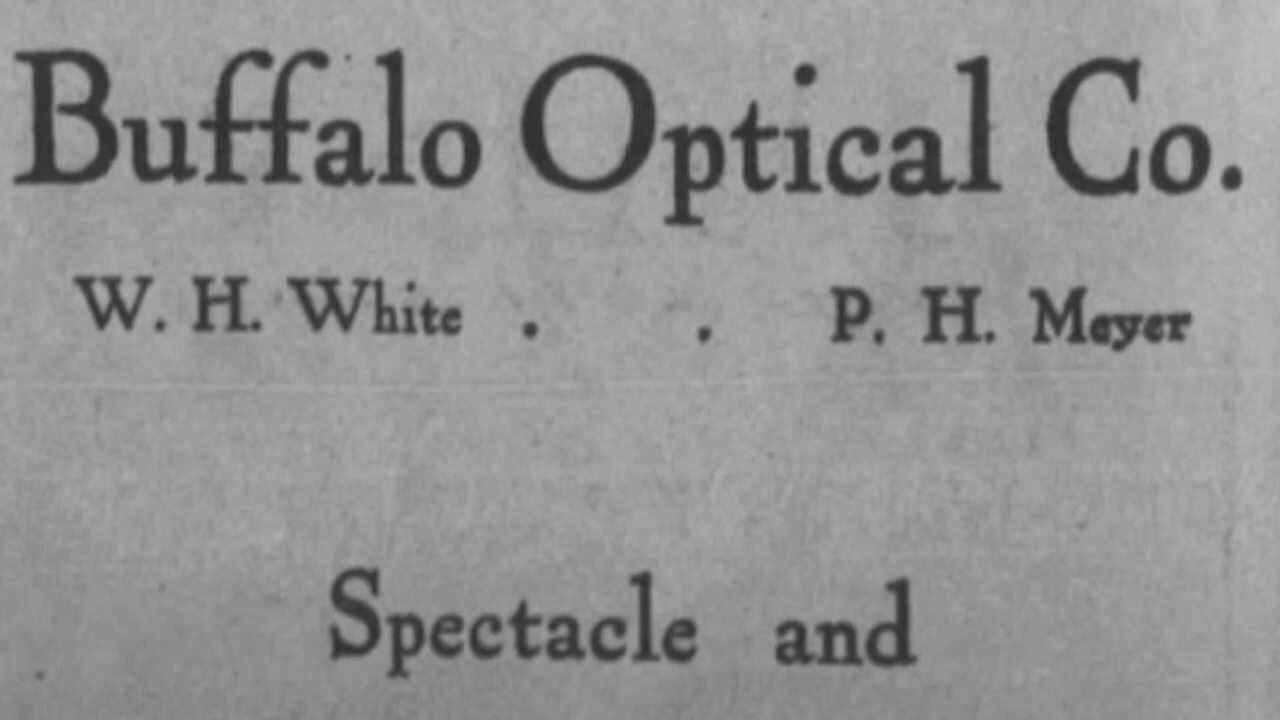 Buffalo Optical Co.
W. H. White . . P. H. Meyer
Spectacle and